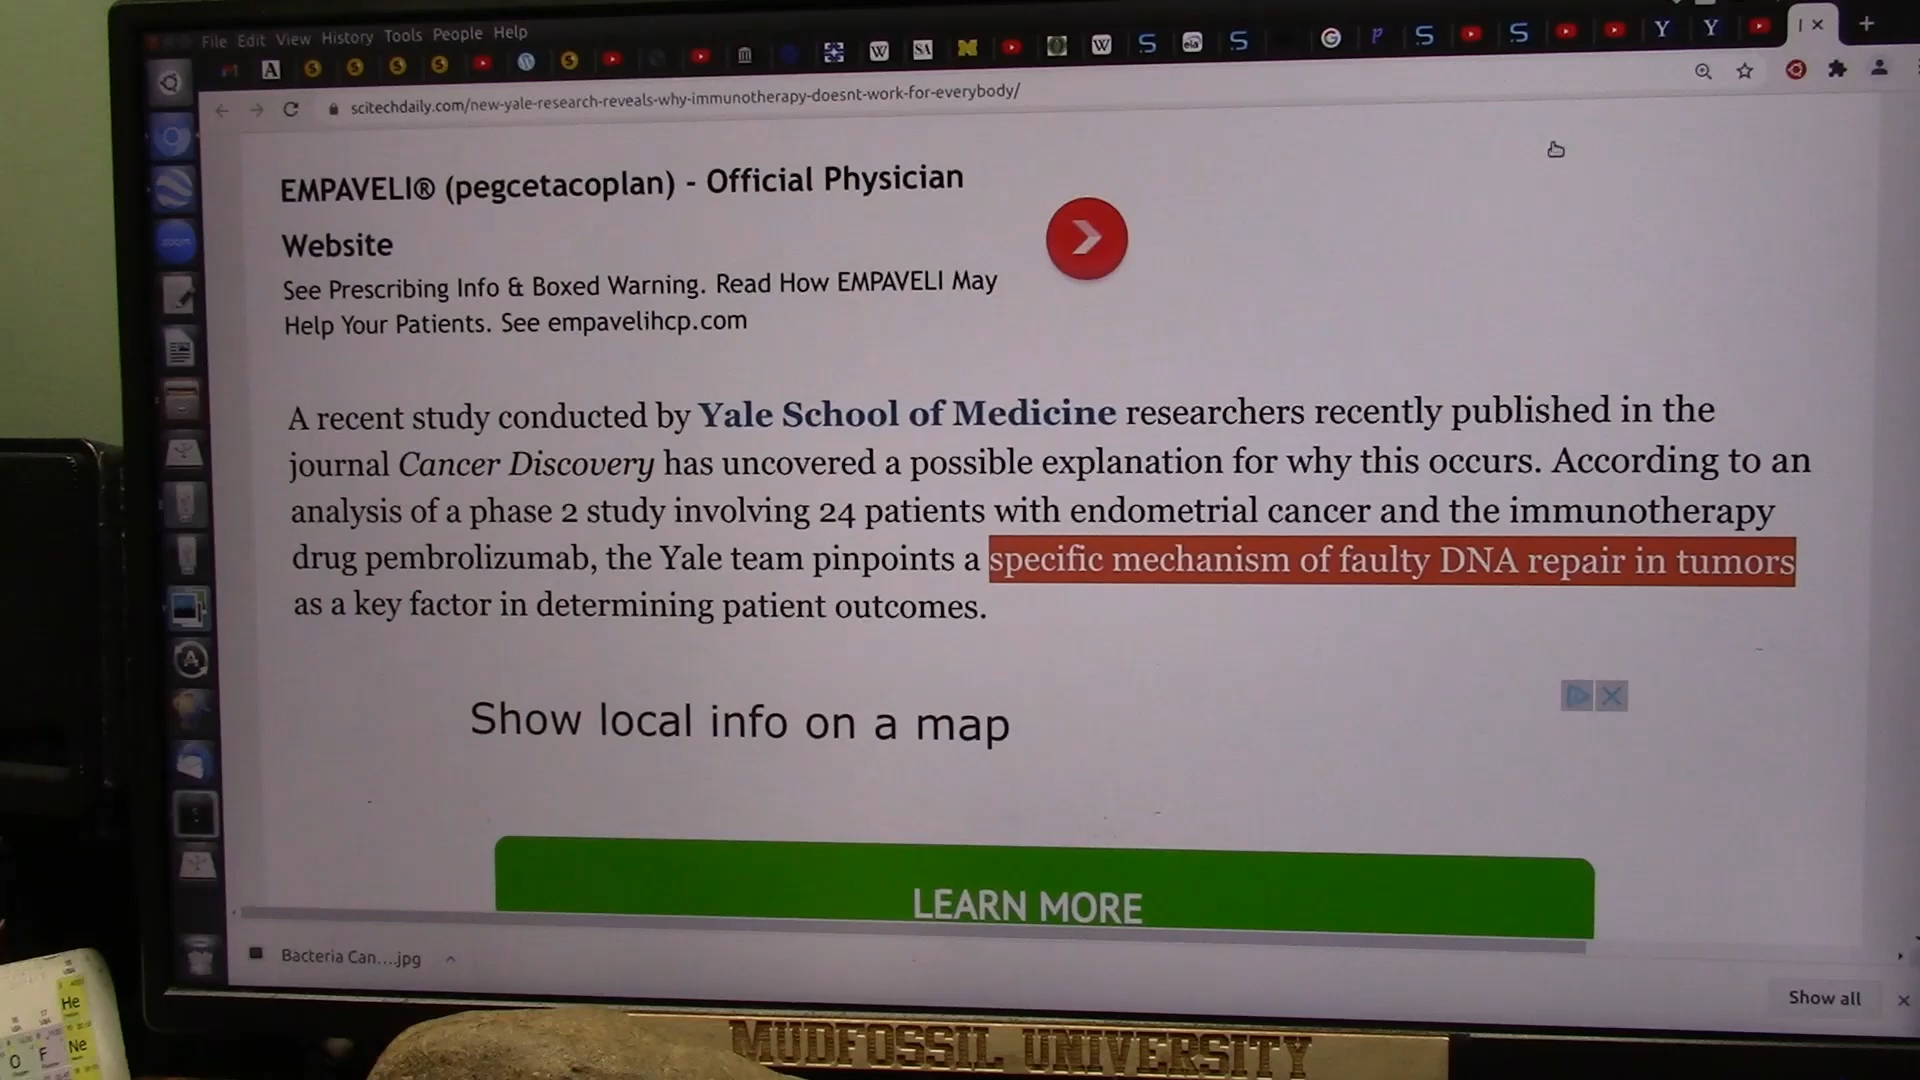 File Edit View History Tools People Help
scitechdaily.com/new-yale-research-reveals-why-immunotherapy-doesnt-work-for-everybody/
EMPAVELI® (pegcetacoplan) - Official Physician
Website
See Prescribing Info & Boxed Warning. Read How EMPAVELI May
Help Your Patients. See empavelihcp.com
A recent study conducted by Yale School of Medicine researchers recently published in the
journal Cancer Discovery has uncovered a possible explanation for why this occurs. According to an
analysis of a phase 2 study involving 24 patients with endometrial cancer and the immunotherapy
drug pembrolizumab, the Yale team pinpoints a specific mechanism of faulty DNA repair in tumors
as a key factor in determining patient outcomes.
Show local info on a map
LEARN MORE
Bacteria Can....jpg
Show all
He
O F Ne
MUDFOSSIL UNIVERSITY